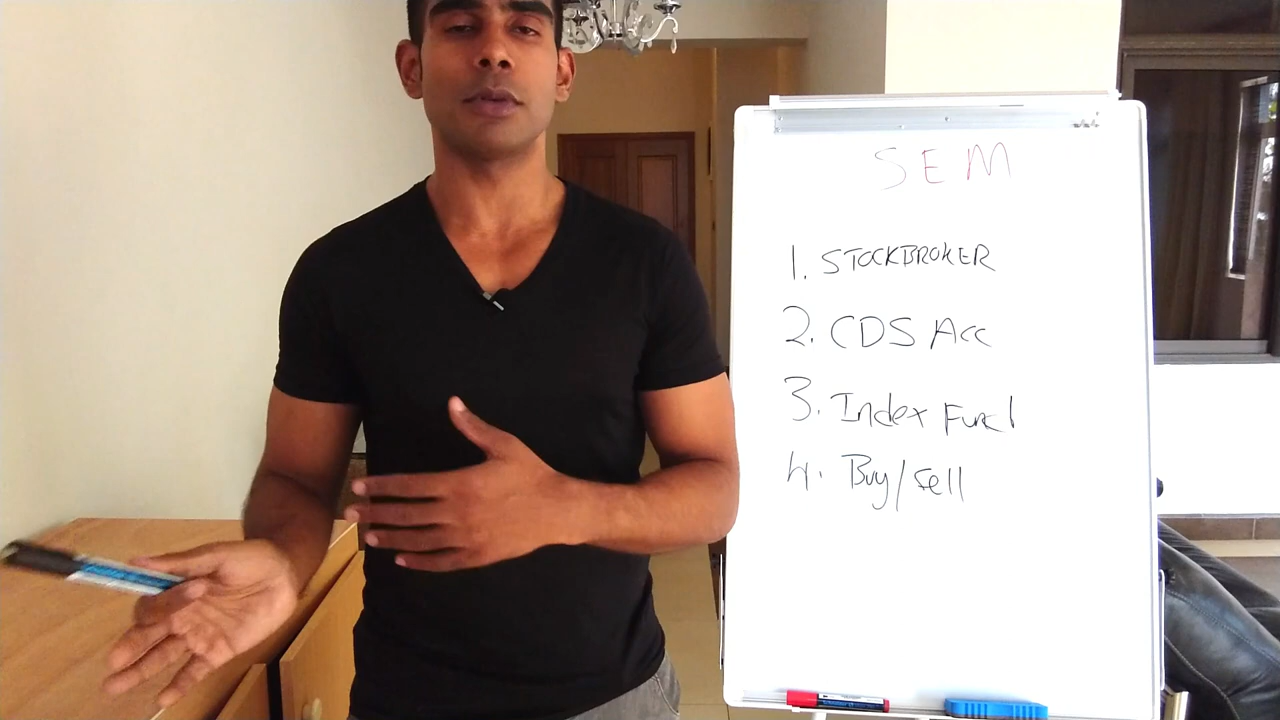 SEM
1. STOCKBROKER
2. CDS Acc
3. Index Fund
4. Buy/Sell